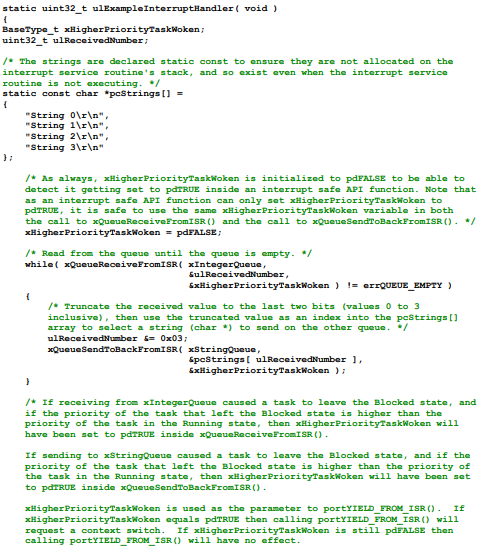 static uint32_t ulExampleInterruptHandler( void )
{
BaseType_t xHigherPriorityTaskWoken;
uint32_t ulReceivedNumber;
/* The strings are declared static const to ensure they are not allocated on the
interrupt service routine's stack, and so exist even when the interrupt service
routine is not executing. */
static const char *pcStrings[] =
{
"String 0\r\n",
"String 1\r\n",
"String 2\r\n",
"String 3\r\n"
};
/* As always, xHigherPriorityTaskWoken is initialized to pdFALSE to be able to
detect it getting set to pdTRUE inside an interrupt safe API function. Note that
as an interrupt safe API function can only set xHigherPriorityTaskWoken to
pdTRUE, it is safe to use the same xHigherPriorityTaskWoken variable in both
the call to xQueueReceiveFromISR() and the call to xQueueSendToBackFromISR(). */
xHigherPriorityTaskWoken = pdFALSE;
/* Read from the queue until the queue is empty. */
while( xQueueReceiveFromISR( xIntegerQueue,
&ulReceivedNumber,
&xHigherPriorityTaskWoken ) != errQUEUE_EMPTY )
{
/* Truncate the received value to the last two bits (values 0 to 3
inclusive), then use the truncated value as an index into the pcStrings[]
array to select a string (char *) to send on the other queue. */
ulReceivedNumber &= 0x03;
xQueueSendToBackFromISR( xStringQueue,
&pcStrings[ ulReceivedNumber ],
&xHigherPriorityTaskWoken );
}
/* If receiving from xIntegerQueue caused a task to leave the Blocked state, and
if the priority of the task that left the Blocked state is higher than the
priority of the task in the Running state, then xHigherPriorityTaskWoken will
have been set to pdTRUE inside xQueueReceiveFromISR().
If sending to xStringQueue caused a task to leave the Blocked state, and if the
priority of the task that left the Blocked state is higher than the priority of
the task in the Running state, then xHigherPriorityTaskWoken will have been set
to pdTRUE inside xQueueSendToBackFromISR().
xHigherPriorityTaskWoken is used as the parameter to portYIELD_FROM_ISR(). If
xHigherPriorityTaskWoken equals pdTRUE then calling portYIELD_FROM_ISR() will
request a context switch. If xHigherPriorityTaskWoken is still pdFALSE then
calling portYIELD_FROM_ISR() will have no effect.